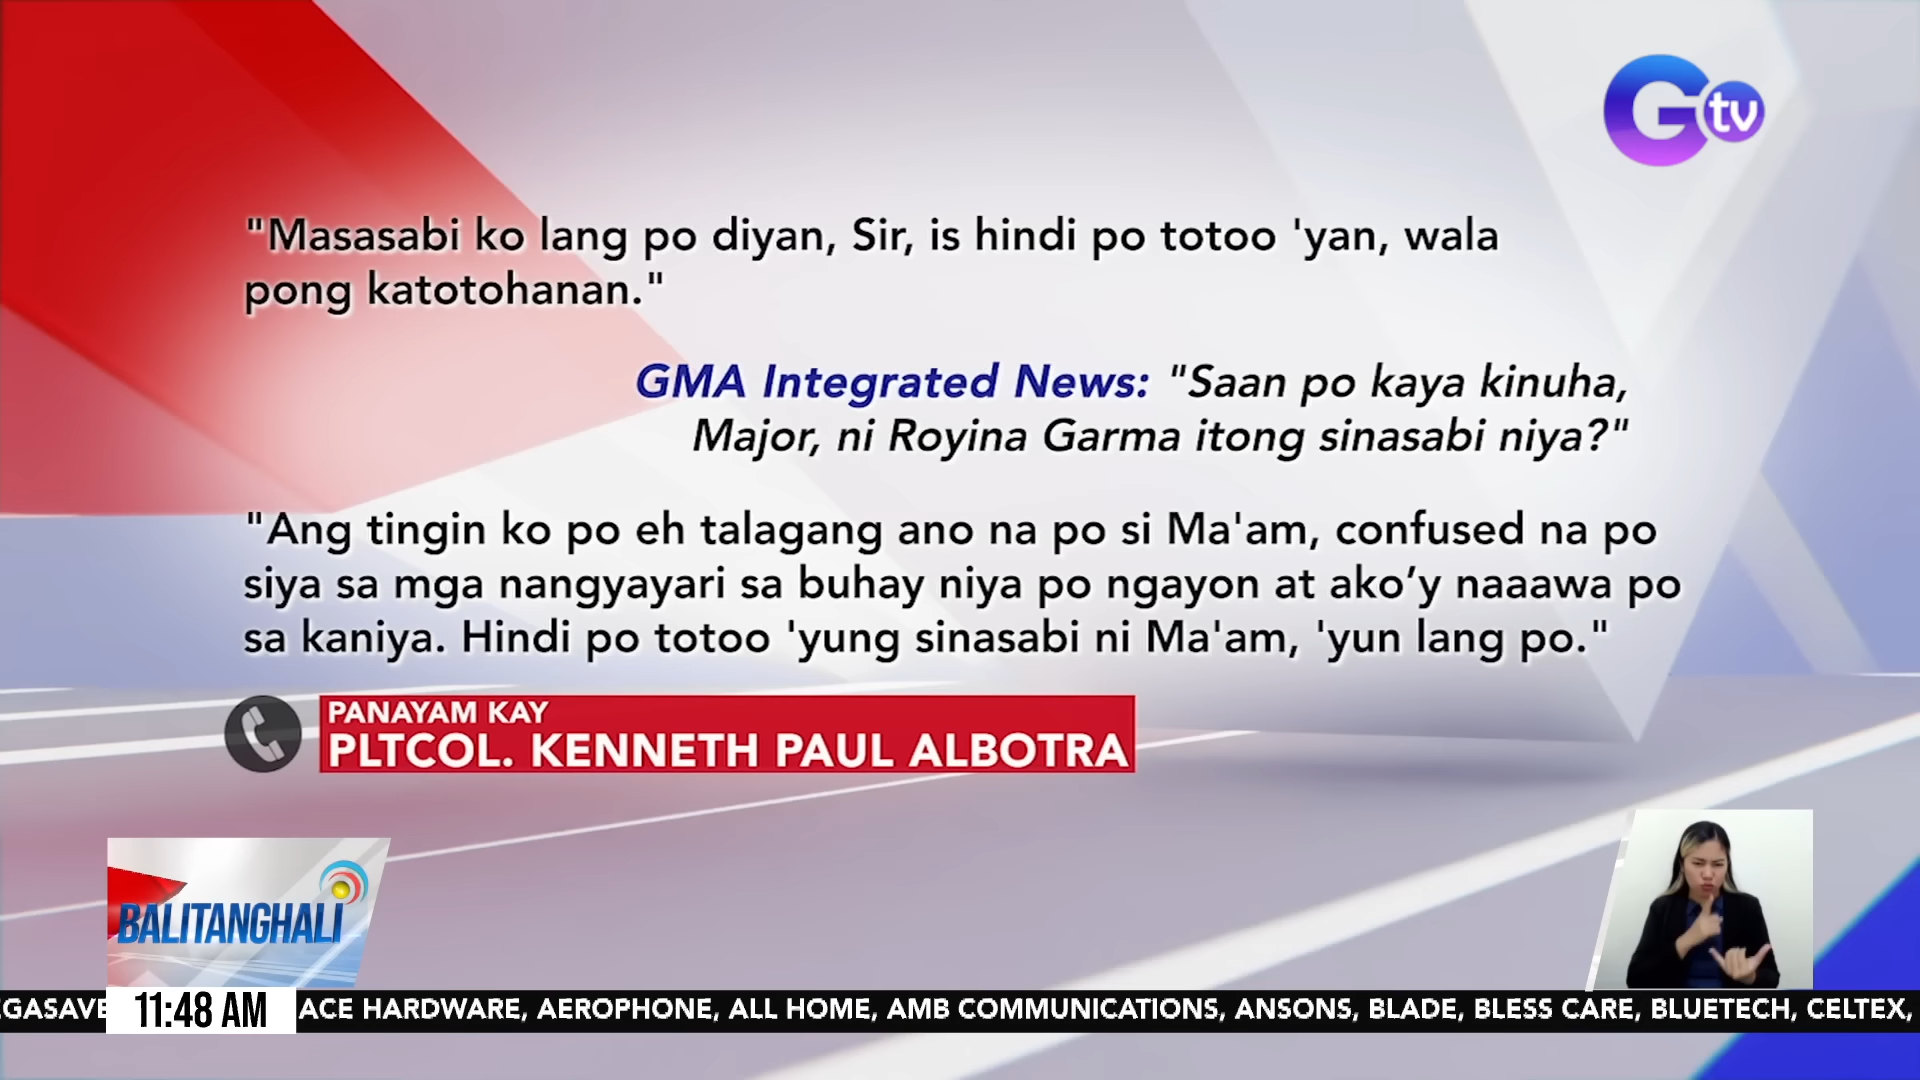 G tv
"Masasabi ko lang po diyan, Sir, is hindi po totoo 'yan, wala
pong katotohanan."
GMA Integrated News: "Saan po kaya kinuha,
Major, ni Royina Garma itong sinasabi niya?"
"Ang tingin ko po eh talagang ano na po si Ma'am, confused na po
siya sa mga nangyayari sa buhay niya po ngayon at ako’y naaawa po
sa kaniya. Hindi po totoo 'yung sinasabi ni Ma'am, 'yun lang po."
PANAYAM KAY
PLTCOL. KENNETH PAUL ALBOTRA
BALITANGHALI
EGASAVE
11:48 AM
ACE HARDWARE, AEROPHONE, ALL HOME, AMB COMMUNICATIONS, ANSONS, BLADE, BLESS CARE, BLUETECH, CELTEX,